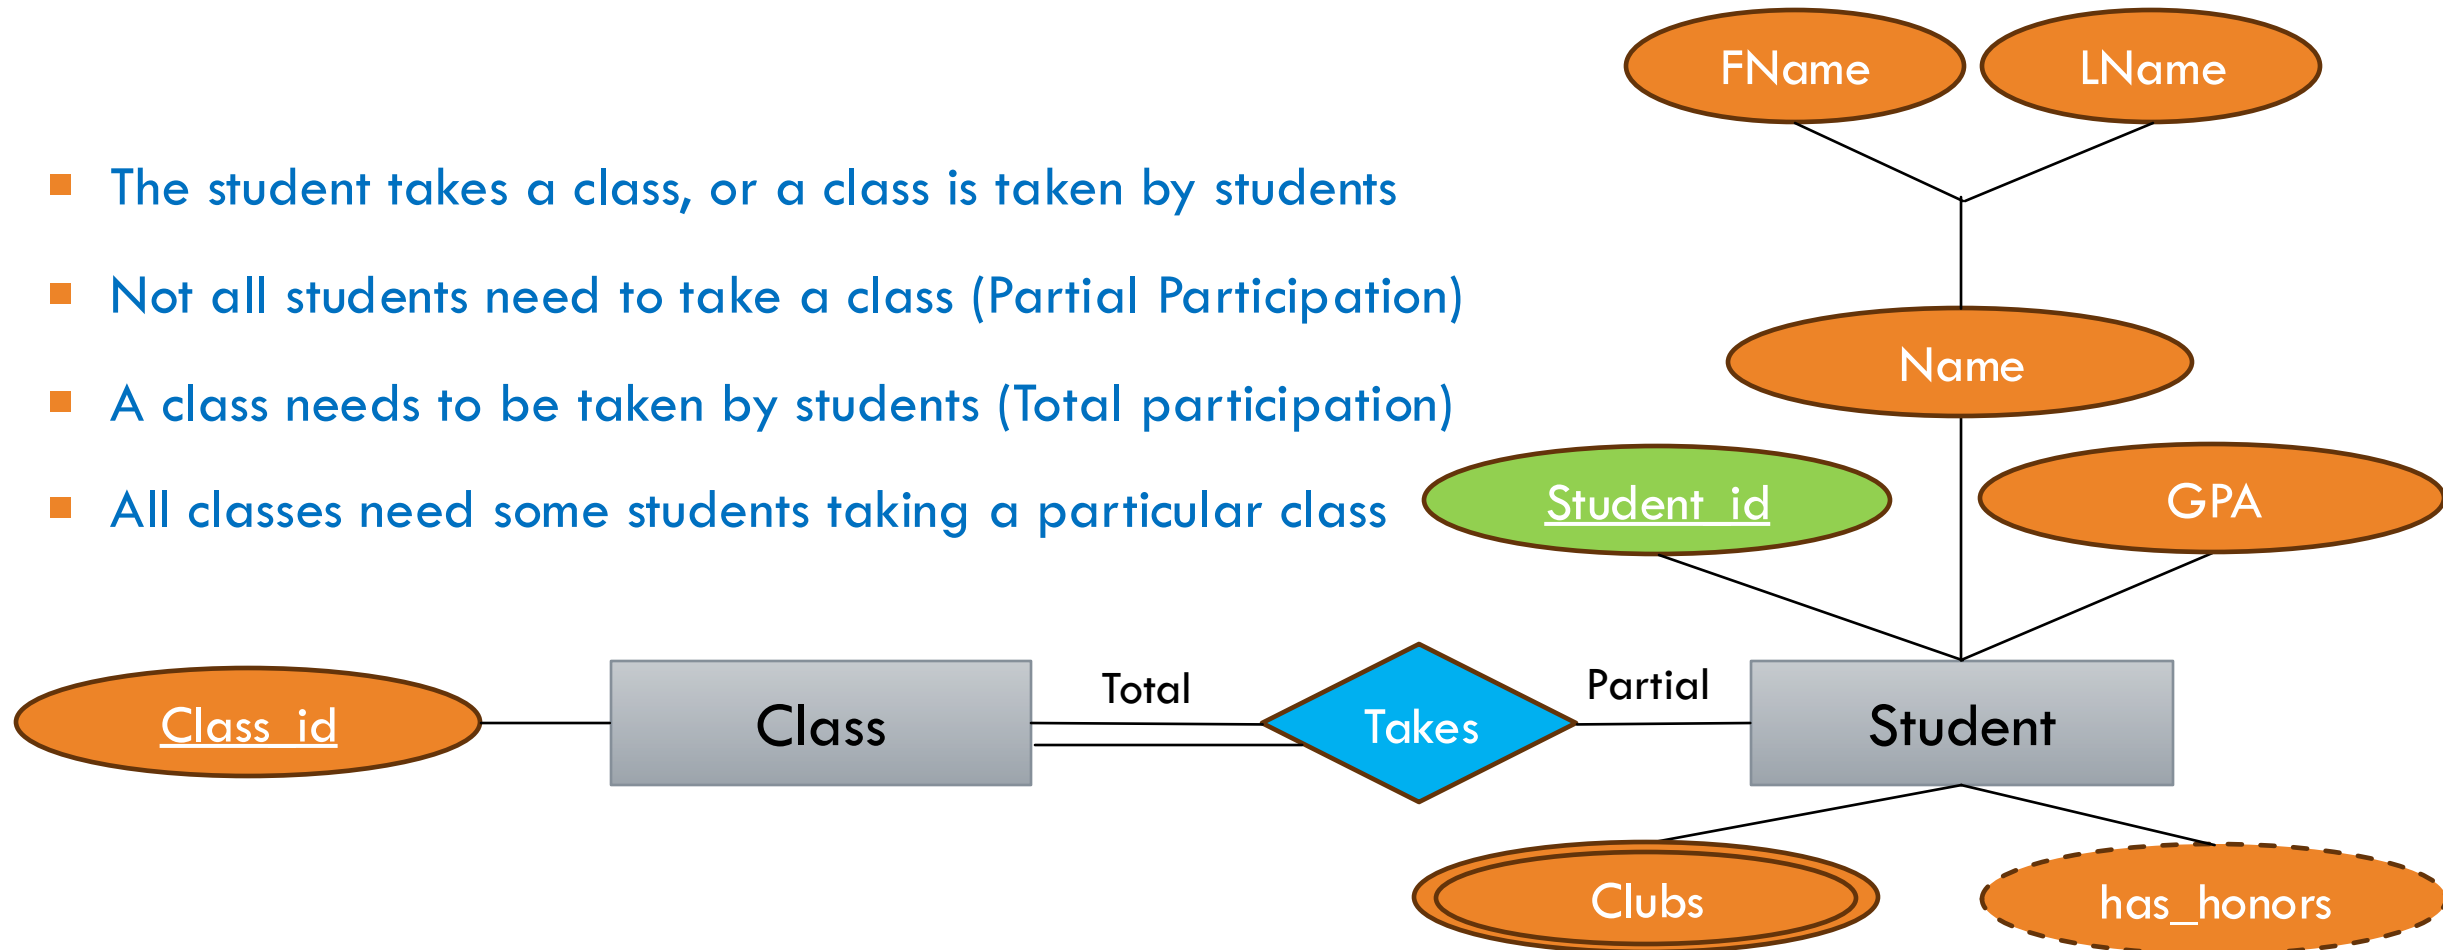 FName
LName
The student takes a class, or a class is taken by students
Not all students need to take a class (Partial Participation)
Name
A class needs to be taken by students (Total participation)
Student_id
GPA
All classes need some students taking a particular class
Total
Partial
Class_id
Class
Takes
Student
Clubs
has_honors